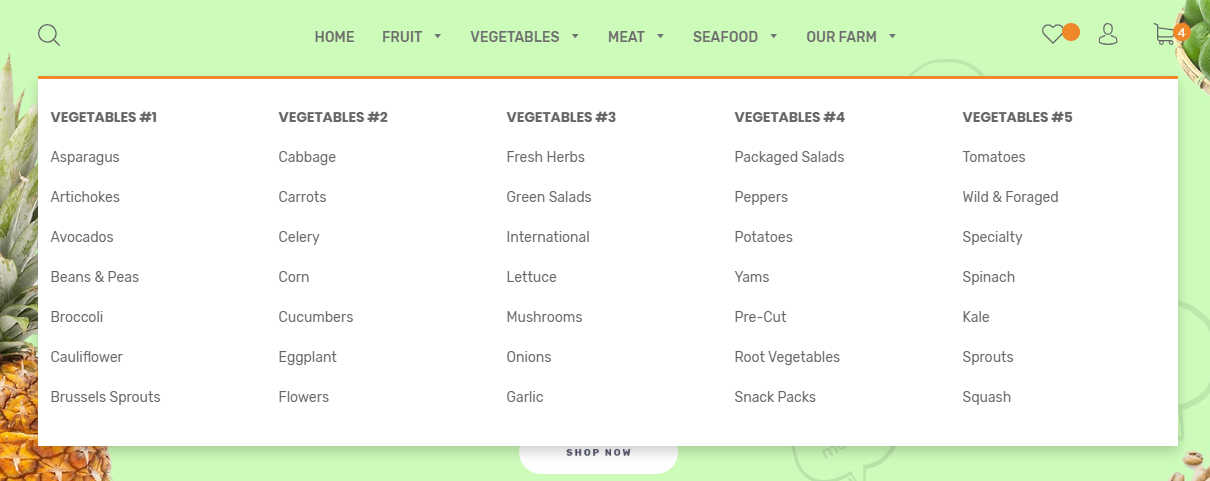 HOME FRUIT VEGETABLES MEAT SEAFOOD OUR FARM 4
VEGETABLES #1 VEGETABLES #2 VEGETABLES #3 VEGETABLES #4 VEGETABLES #5
Asparagus Cabbage Fresh Herbs Packaged Salads Tomatoes
Artichokes Carrots Green Salads Peppers Wild & Foraged
Avocados Celery International Potatoes Specialty
Beans & Peas Corn Lettuce Yams Spinach
Broccoli Cucumbers Mushrooms Pre-Cut Kale
Cauliflower Eggplant Onions Root Vegetables Sprouts
Brussels Sprouts Flowers Garlic Snack Packs Squash
SHOP NOW